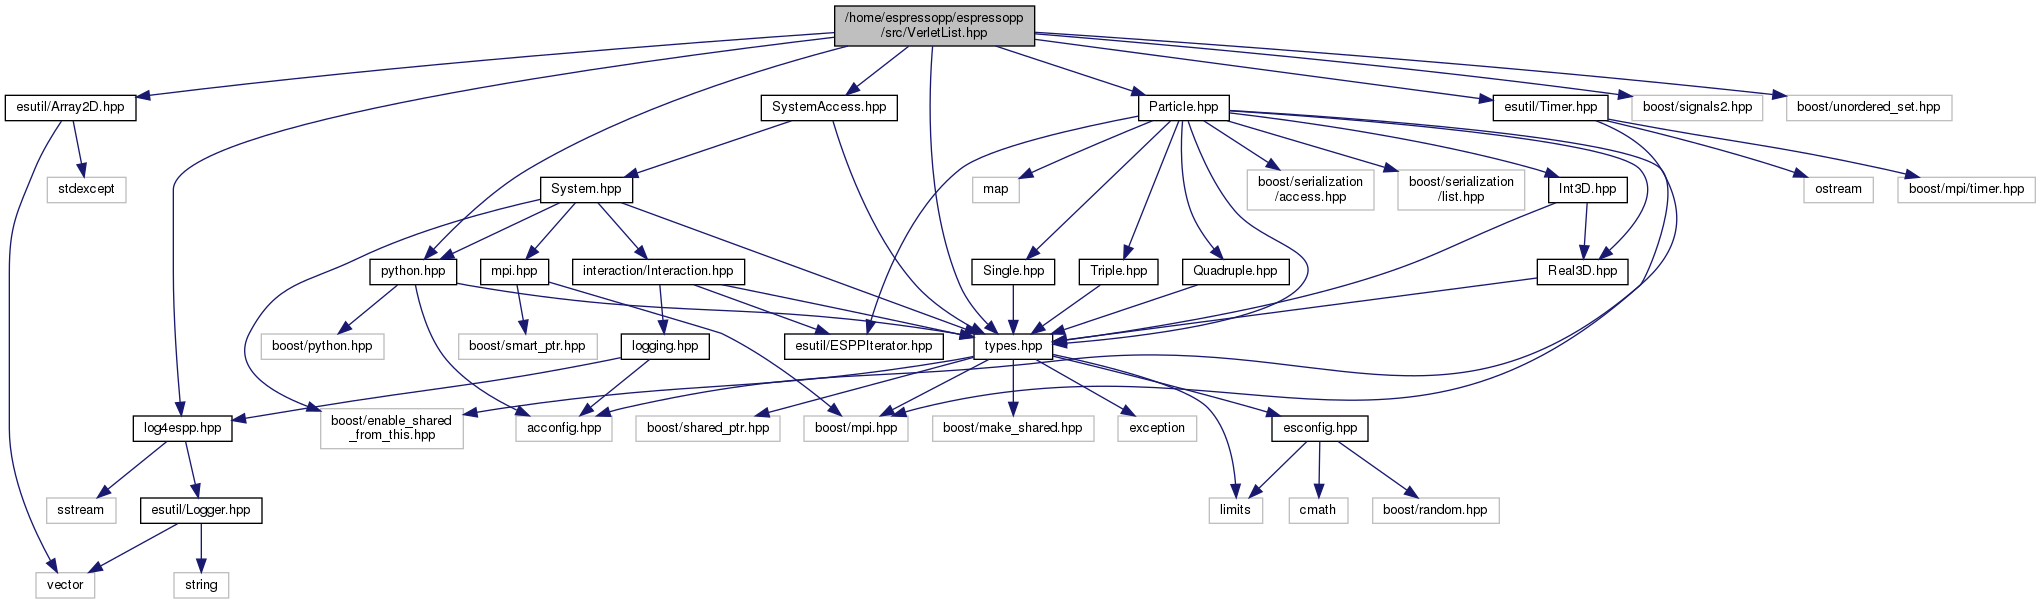 /home/espressopp/espressopp
/src/VerletList.hpp
esutil/Array2D.hpp
SystemAccess.hpp
Particle.hpp
esutil/Timer.hpp
boost/signals2.hpp
boost/unordered_set.hpp
stdexcept
System.hpp
map
boost/serialization
/access.hpp
boost/serialization
/list.hpp
Int3D.hpp
ostream
boost/mpi/timer.hpp
python.hpp
mpi.hpp
interaction/Interaction.hpp
Single.hpp
Triple.hpp
Quadruple.hpp
Real3D.hpp
boost/python.hpp
boost/smart_ptr.hpp
logging.hpp
esutil/ESPPIterator.hpp
types.hpp
log4espp.hpp
boost/enable_shared
_from_this.hpp
acconfig.hpp
boost/shared_ptr.hpp
boost/mpi.hpp
boost/make_shared.hpp
exception
esconfig.hpp
sstream
esutil/Logger.hpp
limits
cmath
boost/random.hpp
vector
string